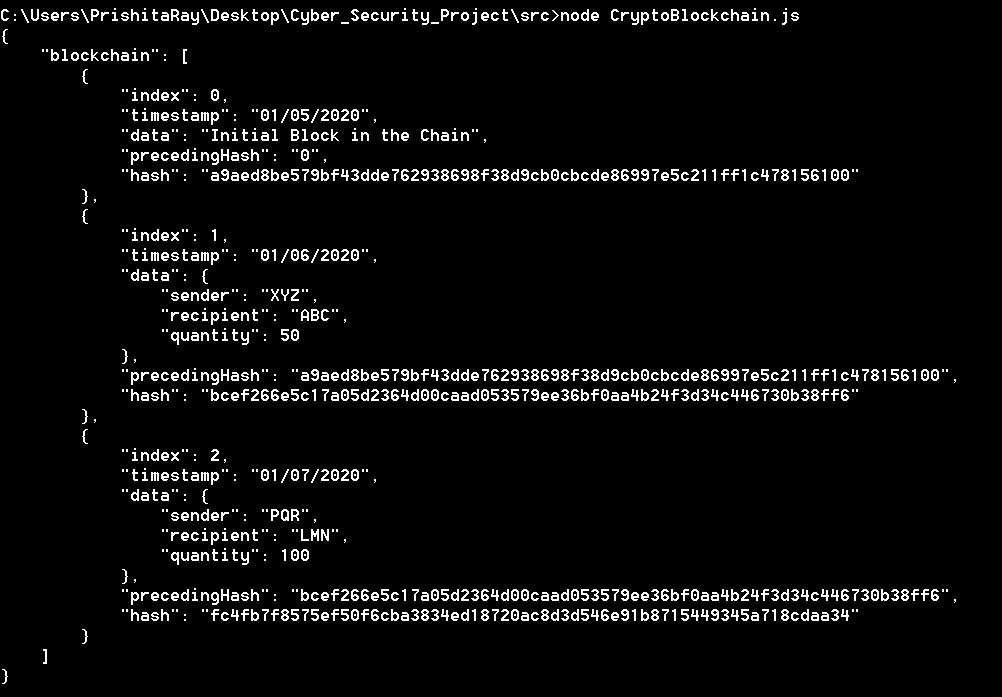 C:\Users\PrishitaRay\Desktop\Cyber_Security_Project\src>node CryptoBlockchain.js
{
    "blockchain": [
        {
            "index": 0,
            "timestamp": "01/05/2020",
            "data": "Initial Block in the Chain",
            "precedingHash": "0",
            "hash": "a9aed8be579bf43dde762938698f38d9cb0cbcde86997e5c211ff1c478156100"
        },
        {
            "index": 1,
            "timestamp": "01/06/2020",
            "data": {
                "sender": "XYZ",
                "recipient": "ABC",
                "quantity": 50
            },
            "precedingHash": "a9aed8be579bf43dde762938698f38d9cb0cbcde86997e5c211ff1c478156100",
            "hash": "bcef266e5c17a05d2364d00caad053579ee36bf0aa4b24f3d34c446730b38ff6"
        },
        {
            "index": 2,
            "timestamp": "01/07/2020",
            "data": {
                "sender": "PQR",
                "recipient": "LMN",
                "quantity": 100
            },
            "precedingHash": "bcef266e5c17a05d2364d00caad053579ee36bf0aa4b24f3d34c446730b38ff6",
            "hash": "fc4fb7f8575ef50f6cba3834ed18720ac8d3d546e91b8715449345a718cdaa34"
        }
    ]
}